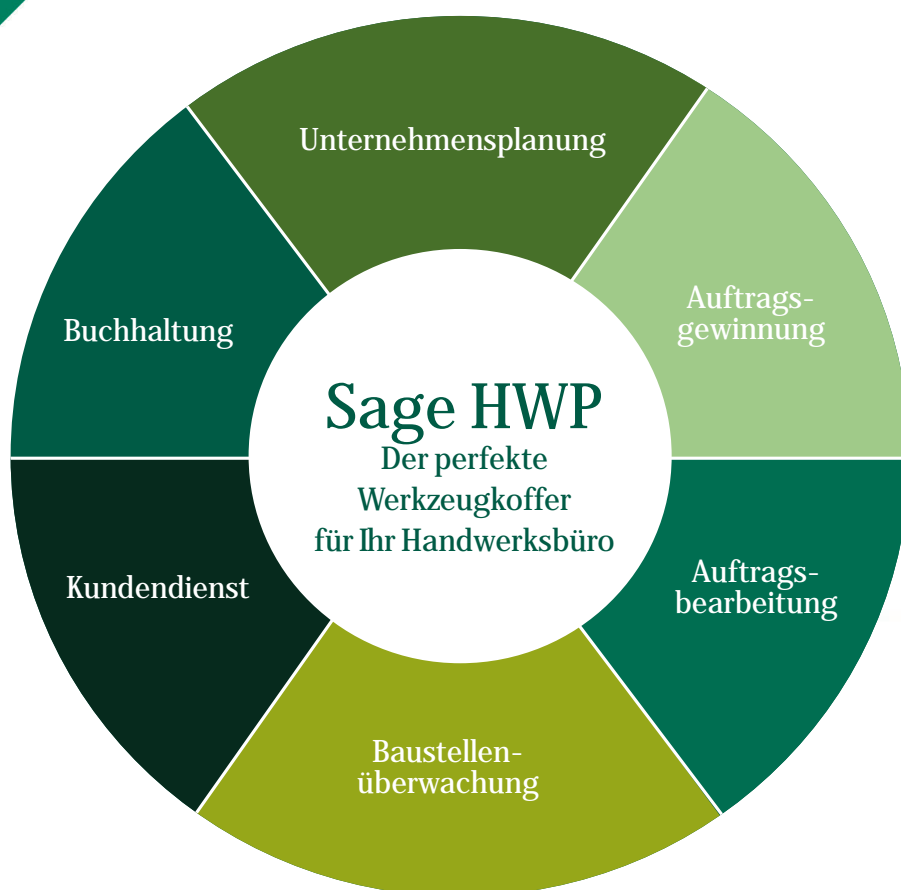 Unternehmensplanung
Auftrags-
gewinnung
Buchhaltung
Sage HWP
Der perfekte
Werkzeugkoffer
für Ihr Handwerksbüro
Auftrags-
bearbeitung
Kundendienst
Baustellen-
überwachung